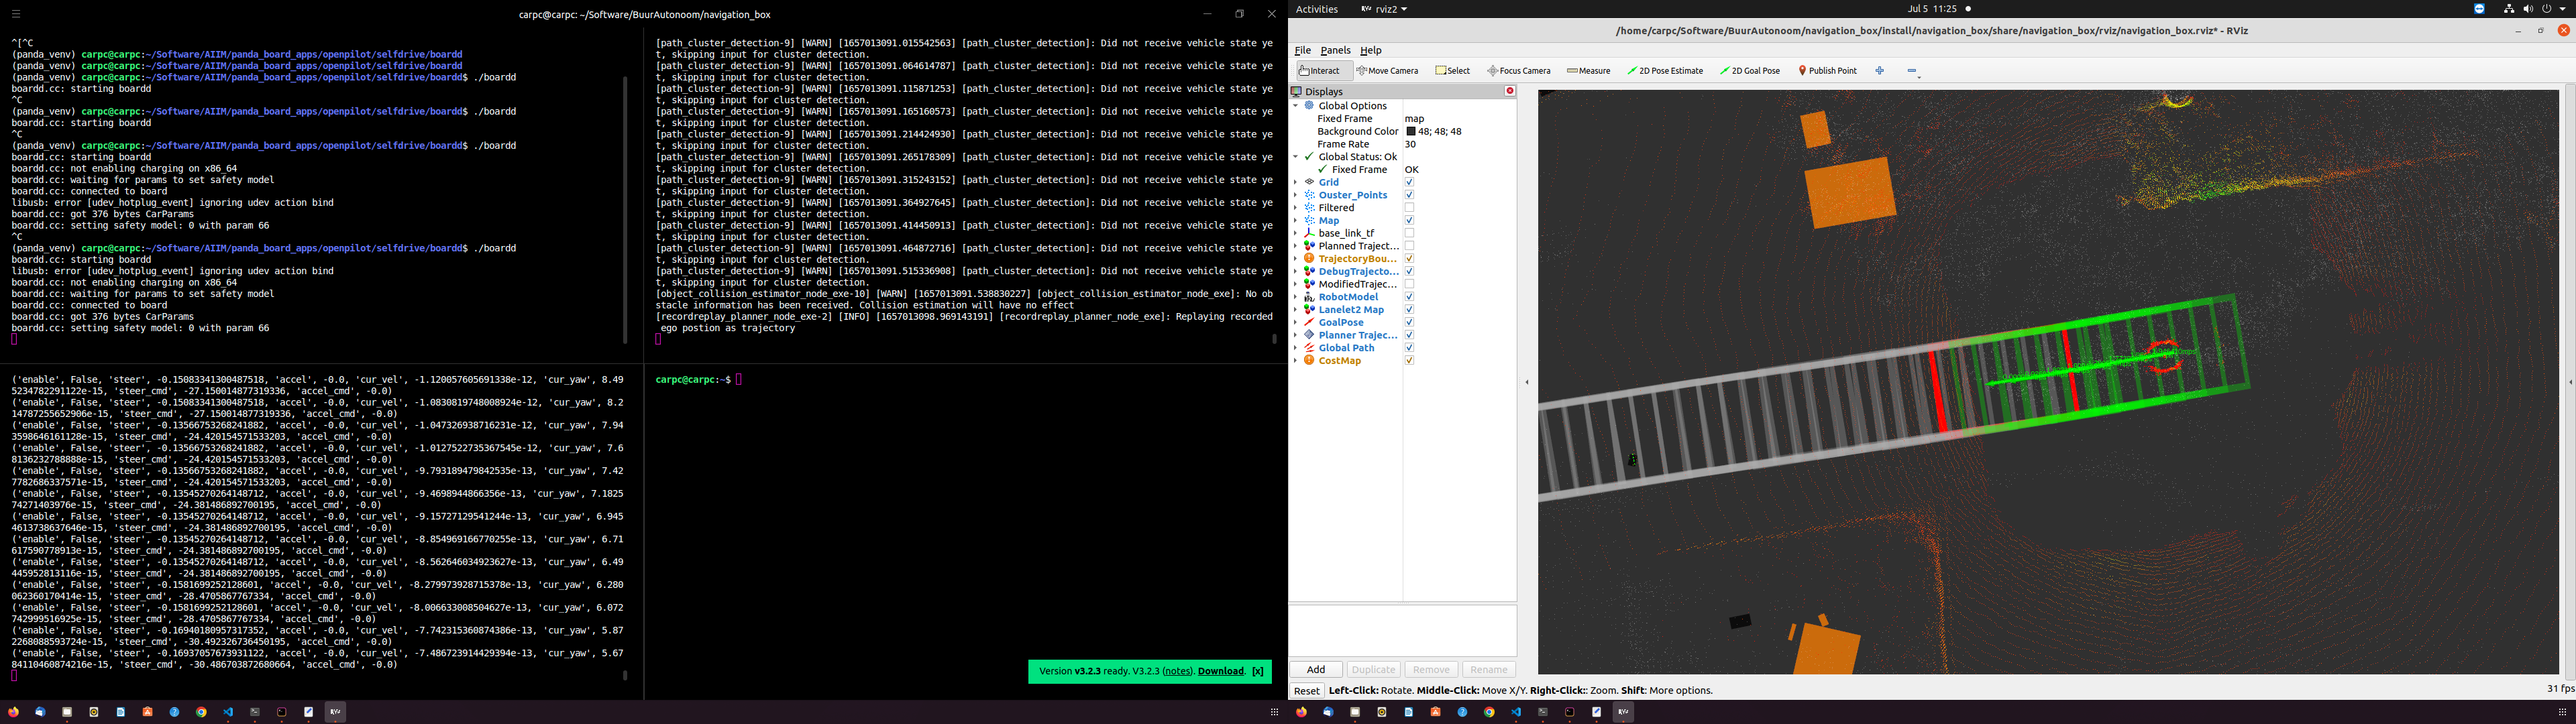 carpc@carpc: ~/Software/BuurAutonoom/navigation_box
^[^C
(panda_venv) carpc@carpc:~/Software/AIIM/panda_board_apps/openpilot/selfdrive/boardd
(panda_venv) carpc@carpc:~/Software/AIIM/panda_board_apps/openpilot/selfdrive/boardd
(panda_venv) carpc@carpc:~/Software/AIIM/panda_board_apps/openpilot/selfdrive/boardd$ ./boardd
boardd.cc: starting boardd
^C
(panda_venv) carpc@carpc:~/Software/AIIM/panda_board_apps/openpilot/selfdrive/boardd$ ./boardd
boardd.cc: starting boardd
^C
(panda_venv) carpc@carpc:~/Software/AIIM/panda_board_apps/openpilot/selfdrive/boardd$ ./boardd
boardd.cc: starting boardd
boardd.cc: not enabling charging on x86_64
boardd.cc: waiting for params to set safety model
boardd.cc: connected to board
libusb: error [udev_hotplug_event] ignoring udev action bind
boardd.cc: got 376 bytes CarParams
boardd.cc: setting safety model: 0 with param 66
^C
(panda_venv) carpc@carpc:~/Software/AIIM/panda_board_apps/openpilot/selfdrive/boardd$ ./boardd
boardd.cc: starting boardd
libusb: error [udev_hotplug_event] ignoring udev action bind
boardd.cc: not enabling charging on x86_64
boardd.cc: waiting for params to set safety model
boardd.cc: connected to board
boardd.cc: got 376 bytes CarParams
boardd.cc: setting safety model: 0 with param 66
[path_cluster_detection-9] [WARN] [1657013091.015542563] [path_cluster_detection]: Did not receive vehicle state ye
t, skipping input for cluster detection.
[path_cluster_detection-9] [WARN] [1657013091.064614787] [path_cluster_detection]: Did not receive vehicle state ye
t, skipping input for cluster detection.
[path_cluster_detection-9] [WARN] [1657013091.115871253] [path_cluster_detection]: Did not receive vehicle state ye
t, skipping input for cluster detection.
[path_cluster_detection-9] [WARN] [1657013091.165160573] [path_cluster_detection]: Did not receive vehicle state ye
t, skipping input for cluster detection.
[path_cluster_detection-9] [WARN] [1657013091.214424930] [path_cluster_detection]: Did not receive vehicle state ye
t, skipping input for cluster detection.
[path_cluster_detection-9] [WARN] [1657013091.265178309] [path_cluster_detection]: Did not receive vehicle state ye
t, skipping input for cluster detection.
[path_cluster_detection-9] [WARN] [1657013091.315243152] [path_cluster_detection]: Did not receive vehicle state ye
t, skipping input for cluster detection.
[path_cluster_detection-9] [WARN] [1657013091.364927645] [path_cluster_detection]: Did not receive vehicle state ye
t, skipping input for cluster detection.
[path_cluster_detection-9] [WARN] [1657013091.414450913] [path_cluster_detection]: Did not receive vehicle state ye
t, skipping input for cluster detection.
[path_cluster_detection-9] [WARN] [1657013091.464872716] [path_cluster_detection]: Did not receive vehicle state ye
t, skipping input for cluster detection.
[path_cluster_detection-9] [WARN] [1657013091.515336908] [path_cluster_detection]: Did not receive vehicle state ye
t, skipping input for cluster detection.
[object_collision_estimator_node_exe-10] [WARN] [1657013091.538830227] [object_collision_estimator_node_exe]: No ob
stacle information has been received. Collision estimation will have no effect
[recordreplay_planner_node_exe-2] [INFO] [1657013098.969143191] [recordreplay_planner_node_exe]: Replaying recorded
 ego postion as trajectory
('enable', False, 'steer', -0.15083341300487518, 'accel', -0.0, 'cur_vel', -1.120057605691338e-12, 'cur_yaw', 8.49
5234782291122e-15, 'steer_cmd', -27.150014877319336, 'accel_cmd', -0.0)
('enable', False, 'steer', -0.15083341300487518, 'accel', -0.0, 'cur_vel', -1.0830819748008924e-12, 'cur_yaw', 8.2
14787255652906e-15, 'steer_cmd', -27.150014877319336, 'accel_cmd', -0.0)
('enable', False, 'steer', -0.13566753268241882, 'accel', -0.0, 'cur_vel', -1.047326938716231e-12, 'cur_yaw', 7.94
3598646161128e-15, 'steer_cmd', -24.420154571533203, 'accel_cmd', -0.0)
('enable', False, 'steer', -0.13566753268241882, 'accel', -0.0, 'cur_vel', -1.0127522735367545e-12, 'cur_yaw', 7.6
8136232788888e-15, 'steer_cmd', -24.420154571533203, 'accel_cmd', -0.0)
('enable', False, 'steer', -0.13566753268241882, 'accel', -0.0, 'cur_vel', -9.793189479842535e-13, 'cur_yaw', 7.42
7782686337571e-15, 'steer_cmd', -24.420154571533203, 'accel_cmd', -0.0)
('enable', False, 'steer', -0.13545270264148712, 'accel', -0.0, 'cur_vel', -9.4698944866356e-13, 'cur_yaw', 7.1825
74271403976e-15, 'steer_cmd', -24.381486892700195, 'accel_cmd', -0.0)
('enable', False, 'steer', -0.13545270264148712, 'accel', -0.0, 'cur_vel', -9.15727129541244e-13, 'cur_yaw', 6.945
4613738637646e-15, 'steer_cmd', -24.381486892700195, 'accel_cmd', -0.0)
('enable', False, 'steer', -0.13545270264148712, 'accel', -0.0, 'cur_vel', -8.854969166770255e-13, 'cur_yaw', 6.71
617590778913e-15, 'steer_cmd', -24.381486892700195, 'accel_cmd', -0.0)
('enable', False, 'steer', -0.13545270264148712, 'accel', -0.0, 'cur_vel', -8.562646034923627e-13, 'cur_yaw', 6.49
445952813116e-15, 'steer_cmd', -24.381486892700195, 'accel_cmd', -0.0)
('enable', False, 'steer', -0.1581699252128601, 'accel', -0.0, 'cur_vel', -8.279973928715378e-13, 'cur_yaw', 6.280
062360170414e-15, 'steer_cmd', -28.4705867767334, 'accel_cmd', -0.0)
('enable', False, 'steer', -0.1581699252128601, 'accel', -0.0, 'cur_vel', -8.006633008504627e-13, 'cur_yaw', 6.072
742999516925e-15, 'steer_cmd', -28.4705867767334, 'accel_cmd', -0.0)
('enable', False, 'steer', -0.16940180957317352, 'accel', -0.0, 'cur_vel', -7.742315360874386e-13, 'cur_yaw', 5.87
2268088593724e-15, 'steer_cmd', -30.492326736450195, 'accel_cmd', -0.0)
('enable', False, 'steer', -0.16937057673931122, 'accel', -0.0, 'cur_vel', -7.486723914429394e-13, 'cur_yaw', 5.67
84110460874216e-15, 'steer_cmd', -30.486703872680664, 'accel_cmd', -0.0)
carpc@carpc:~$
Version v3.2.3 ready. V3.2.3 (notes). Download. [x]
Activities rviz2 Jul 5 11:25
/home/carpc/Software/BuurAutonoom/navigation_box/install/navigation_box/share/navigation_box/rviz/navigation_box.rviz* - RViz
File Panels Help
Interact Move Camera Select Focus Camera Measure 2D Pose Estimate 2D Goal Pose Publish Point
Displays
Global Options
Fixed Frame map
Background Color 48; 48; 48
Frame Rate 30
Global Status: Ok
Fixed Frame OK
Grid
Ouster_Points
Filtered
Map
base_link_tf
Planned Traject...
TrajectoryBou...
DebugTrajecto...
ModifiedTrajec...
RobotModel
Lanelet2 Map
GoalPose
Planner Trajec...
Global Path
CostMap
Add Duplicate Remove Rename
Reset Left-Click: Rotate. Middle-Click: Move X/Y. Right-Click:: Zoom. Shift: More options. 31 fps